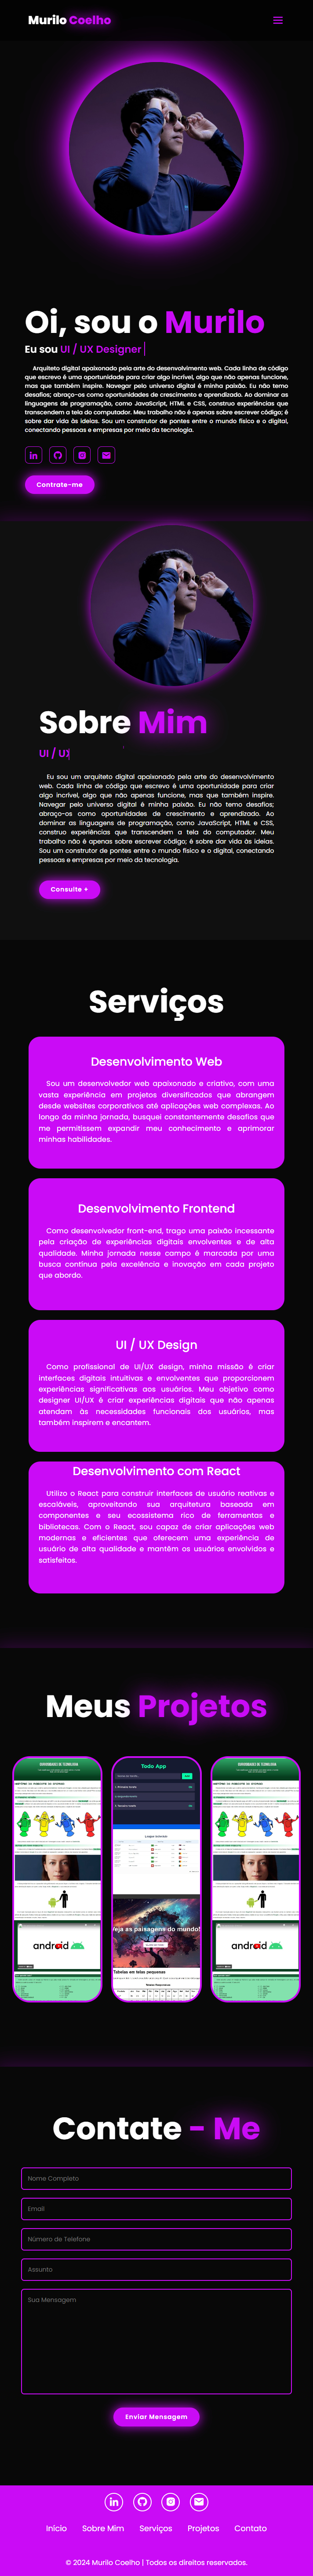 Murilo Coelho
Oi, sou o Murilo
Eu sou UI / UX Designer
Arquiteto digital apaixonado pela arte do desenvolvimento web. Cada linha de código
que escrevo é uma oportunidade para criar algo incrível, algo que não apenas funcione,
mas que também inspire. Navegar pelo universo digital é minha paixão. Eu não temo
desafios; abraço-os como oportunidades de crescimento e aprendizado. Ao dominar as
linguagens de programação, como JavaScript, HTML e CSS, construo experiências que
transcendem a tela do computador. Meu trabalho não é apenas sobre escrever código; é
sobre dar vida às ideias. Sou um construtor de pontes entre o mundo físico e o digital,
conectando pessoas e empresas por meio da tecnologia.
Contrate-me
Sobre Mim
UI / UX
Eu sou um arquiteto digital apaixonado pela arte do desenvolvimento
web. Cada linha de código que escrevo é uma oportunidade para criar
algo incrível, algo que não apenas funcione, mas que também inspire.
Navegar pelo universo digital é minha paixão. Eu não temo desafios;
abraço-os como oportunidades de crescimento e aprendizado. Ao
dominar as linguagens de programação, como JavaScript, HTML e CSS,
construo experiências que transcendem a tela do computador. Meu
trabalho não é apenas sobre escrever código; é sobre dar vida às ideias.
Sou um construtor de pontes entre o mundo físico e o digital, conectando
pessoas e empresas por meio da tecnologia.
Consulte +
Serviços
Desenvolvimento Web
Sou um desenvolvedor web apaixonado e criativo, com uma
vasta experiência em projetos diversificados que abrangem
desde websites corporativos até aplicações web complexas. Ao
longo da minha jornada, busquei constantemente desafios que
me permitissem expandir meu conhecimento e aprimorar
minhas habilidades.
Desenvolvimento Frontend
Como desenvolvedor front-end, trago uma paixão incessante
pela criação de experiências digitais envolventes e de alta
qualidade. Minha jornada nesse campo é marcada por uma
busca contínua pela excelência e inovação em cada projeto
que abordo.
UI / UX Design
Como profissional de UI/UX design, minha missão é criar
interfaces digitais intuitivas e envolventes que proporcionem
experiências significativas aos usuários. Meu objetivo como
designer UI/UX é criar experiências digitais que não apenas
atendam às necessidades funcionais dos usuários, mas
também inspirem e encantem.
Desenvolvimento com React
Utilizo o React para construir interfaces de usuário reativas e
escaláveis, aproveitando sua arquitetura baseada em
componentes e seu ecossistema rico de ferramentas e
bibliotecas. Com o React, sou capaz de criar aplicações web
modernas e eficientes que oferecem uma experiência de
usuário de alta qualidade e mantêm os usuários envolvidos e
satisfeitos.
Meus Projetos
Todo App
Veja as paisagens do mundo!
Tabelas em telas pequenas
android
android
Contate - Me
Nome Completo
Email
Número de Telefone
Assunto
Sua Mensagem
Enviar Mensagem
Início Sobre Mim Serviços Projetos Contato
© 2024 Murilo Coelho | Todos os direitos reservados.